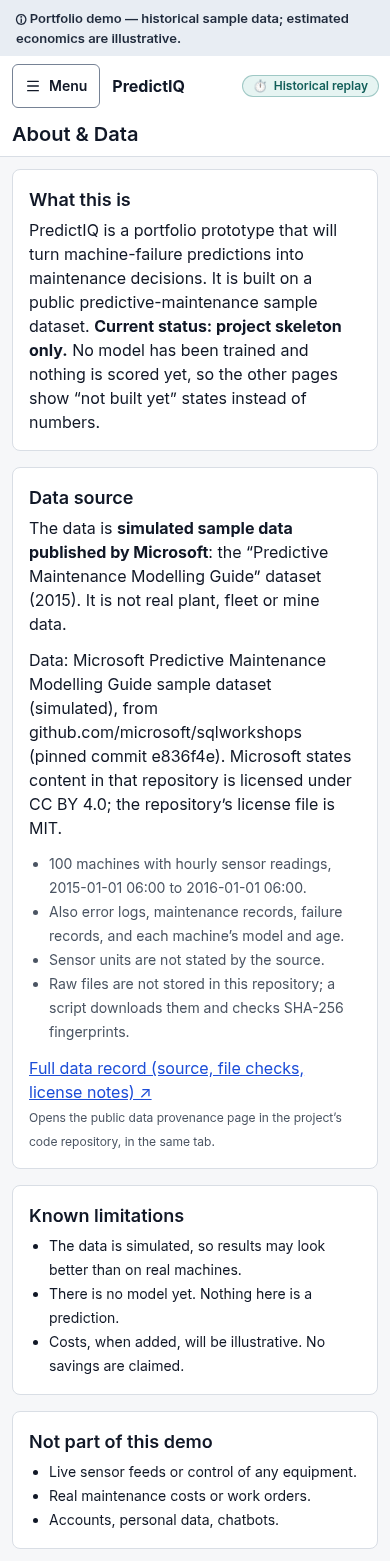 Portfolio demo — historical sample data; estimated
economics are illustrative.
☰ Menu
PredictIQ
Historical replay
About & Data
What this is
PredictIQ is a portfolio prototype that will
turn machine-failure predictions into
maintenance decisions. It is built on a
public predictive-maintenance sample
dataset. Current status: project skeleton
only. No model has been trained and
nothing is scored yet, so the other pages
show “not built yet” states instead of
numbers.
Data source
The data is simulated sample data
published by Microsoft: the “Predictive
Maintenance Modelling Guide” dataset
(2015). It is not real plant, fleet or mine
data.
Data: Microsoft Predictive Maintenance
Modelling Guide sample dataset
(simulated), from
github.com/microsoft/sqlworkshops
(pinned commit e836f4e). Microsoft states
content in that repository is licensed under
CC BY 4.0; the repository’s license file is
MIT.
• 100 machines with hourly sensor readings,
2015-01-01 06:00 to 2016-01-01 06:00.
• Also error logs, maintenance records, failure
records, and each machine’s model and age.
• Sensor units are not stated by the source.
• Raw files are not stored in this repository; a
script downloads them and checks SHA-256
fingerprints.
Full data record (source, file checks,
license notes) ↗
Opens the public data provenance page in the project’s
code repository, in the same tab.
Known limitations
• The data is simulated, so results may look
better than on real machines.
• There is no model yet. Nothing here is a
prediction.
• Costs, when added, will be illustrative. No
savings are claimed.
Not part of this demo
• Live sensor feeds or control of any equipment.
• Real maintenance costs or work orders.
• Accounts, personal data, chatbots.